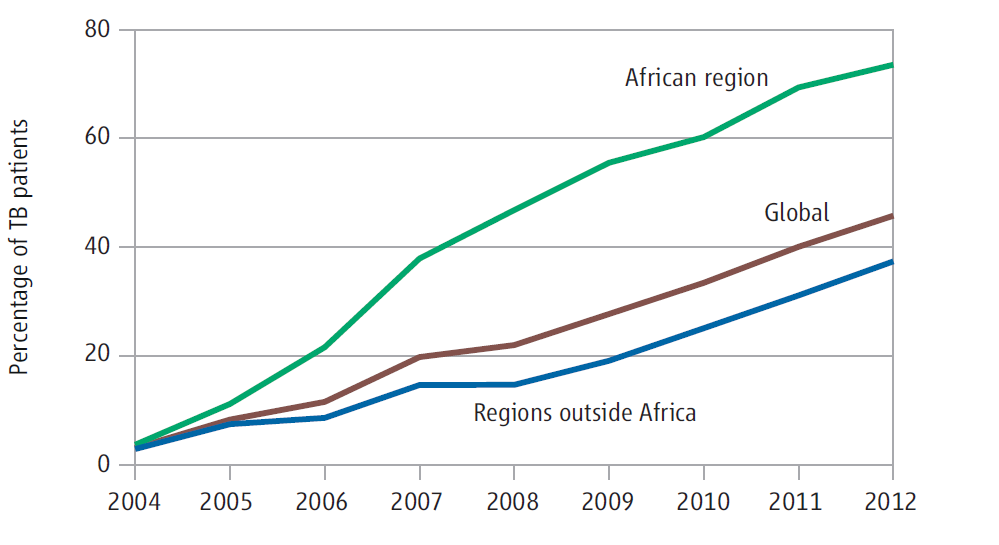 80
African region
60
Global
40
20
Regions outside Africa
0
Percentage of TB patients
2004 2005 2006 2007 2008 2009 2010 2011 2012